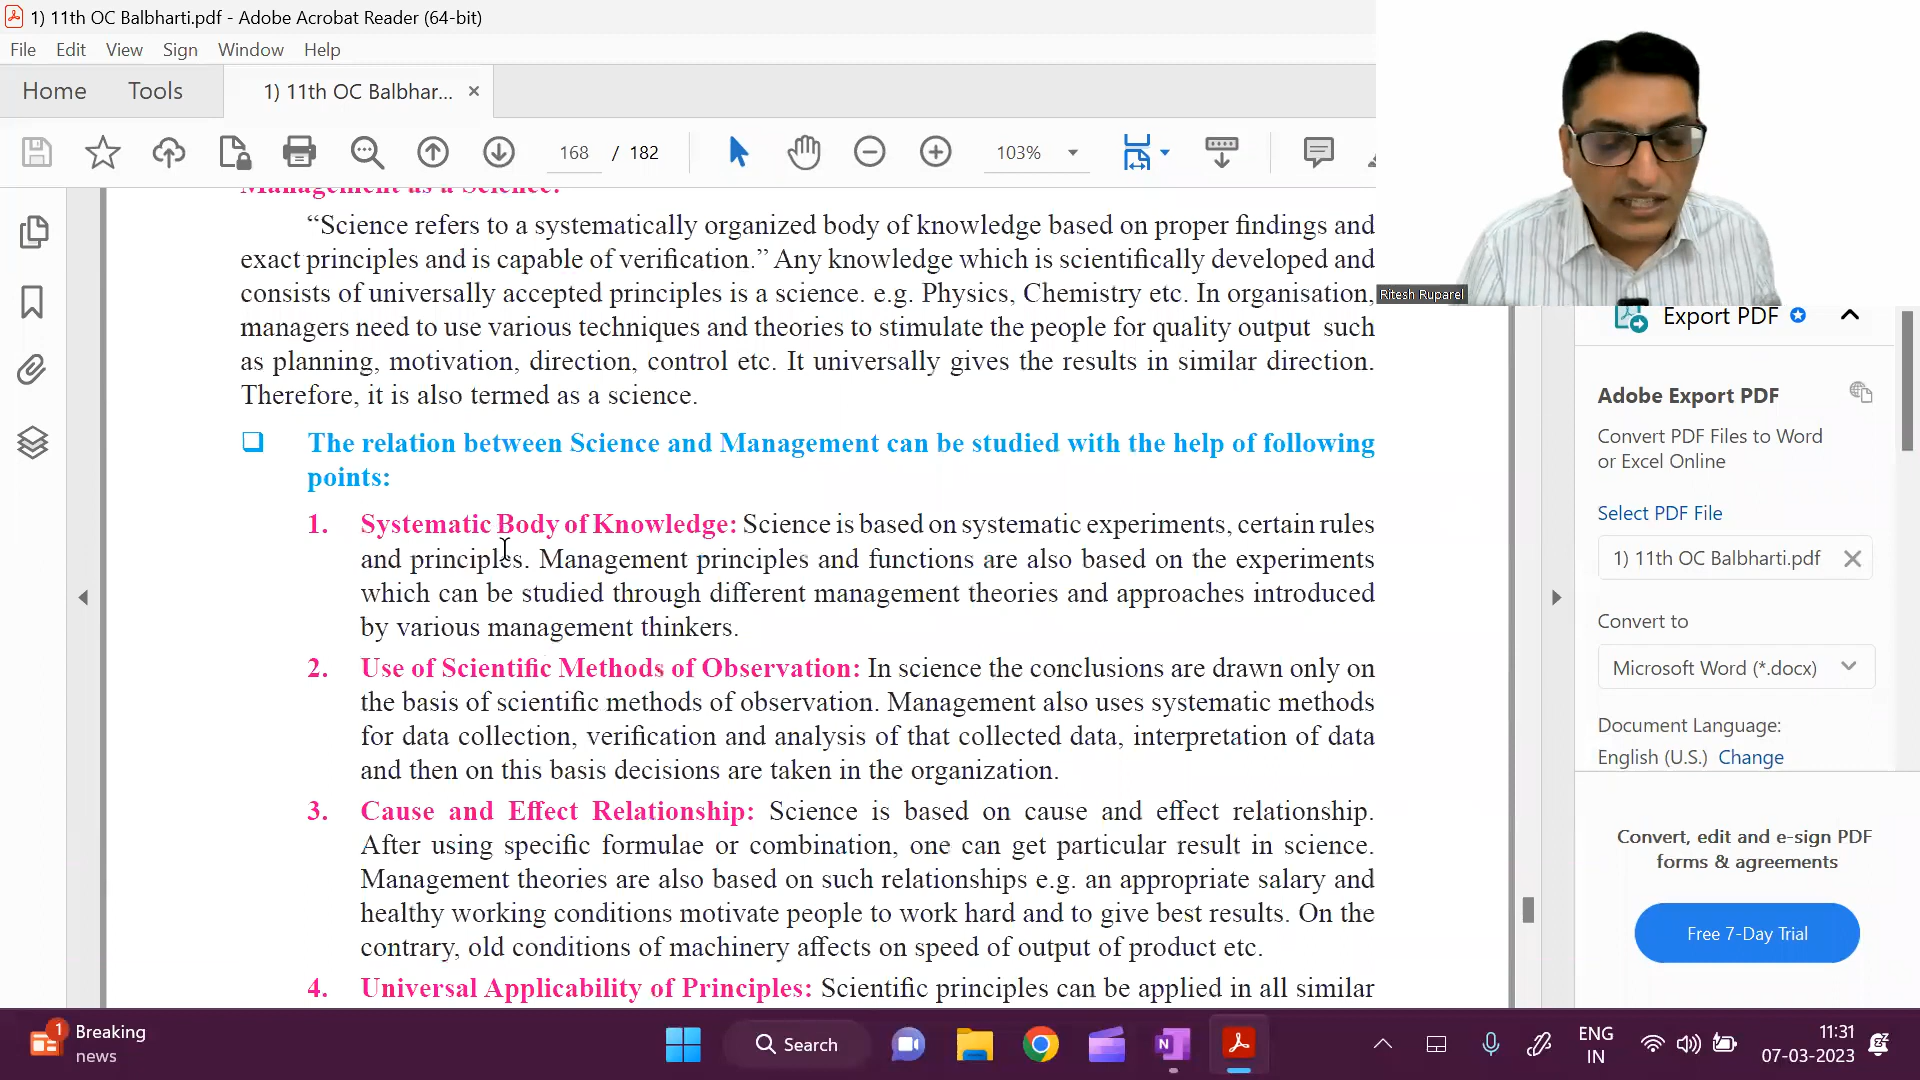 1) 11th OC Balbharti.pdf - Adobe Acrobat Reader (64-bit)
File Edit View Sign Window Help
Home Tools 1) 11th OC Balbhar... ×
168 / 182 103%
Management as a Science:
“Science refers to a systematically organized body of knowledge based on proper findings and
exact principles and is capable of verification.” Any knowledge which is scientifically developed and
consists of universally accepted principles is a science. e.g. Physics, Chemistry etc. In organisation,
managers need to use various techniques and theories to stimulate the people for quality output such
as planning, motivation, direction, control etc. It universally gives the results in similar direction.
Therefore, it is also termed as a science.
❑ The relation between Science and Management can be studied with the help of following
points:
1. Systematic Body of Knowledge: Science is based on systematic experiments, certain rules
and principles. Management principles and functions are also based on the experiments
which can be studied through different management theories and approaches introduced
by various management thinkers.
2. Use of Scientific Methods of Observation: In science the conclusions are drawn only on
the basis of scientific methods of observation. Management also uses systematic methods
for data collection, verification and analysis of that collected data, interpretation of data
and then on this basis decisions are taken in the organization.
3. Cause and Effect Relationship: Science is based on cause and effect relationship.
After using specific formulae or combination, one can get particular result in science.
Management theories are also based on such relationships e.g. an appropriate salary and
healthy working conditions motivate people to work hard and to give best results. On the
contrary, old conditions of machinery affects on speed of output of product etc.
4. Universal Applicability of Principles: Scientific principles can be applied in all similar
Ritesh Ruparel
Export PDF
Adobe Export PDF
Convert PDF Files to Word
or Excel Online
Select PDF File
1) 11th OC Balbharti.pdf
Convert to
Microsoft Word (*.docx)
Document Language:
English (U.S.) Change
Convert, edit and e-sign PDF
forms & agreements
Free 7-Day Trial
1 Breaking
news
Search
N
ENG
IN
11:31
07-03-2023